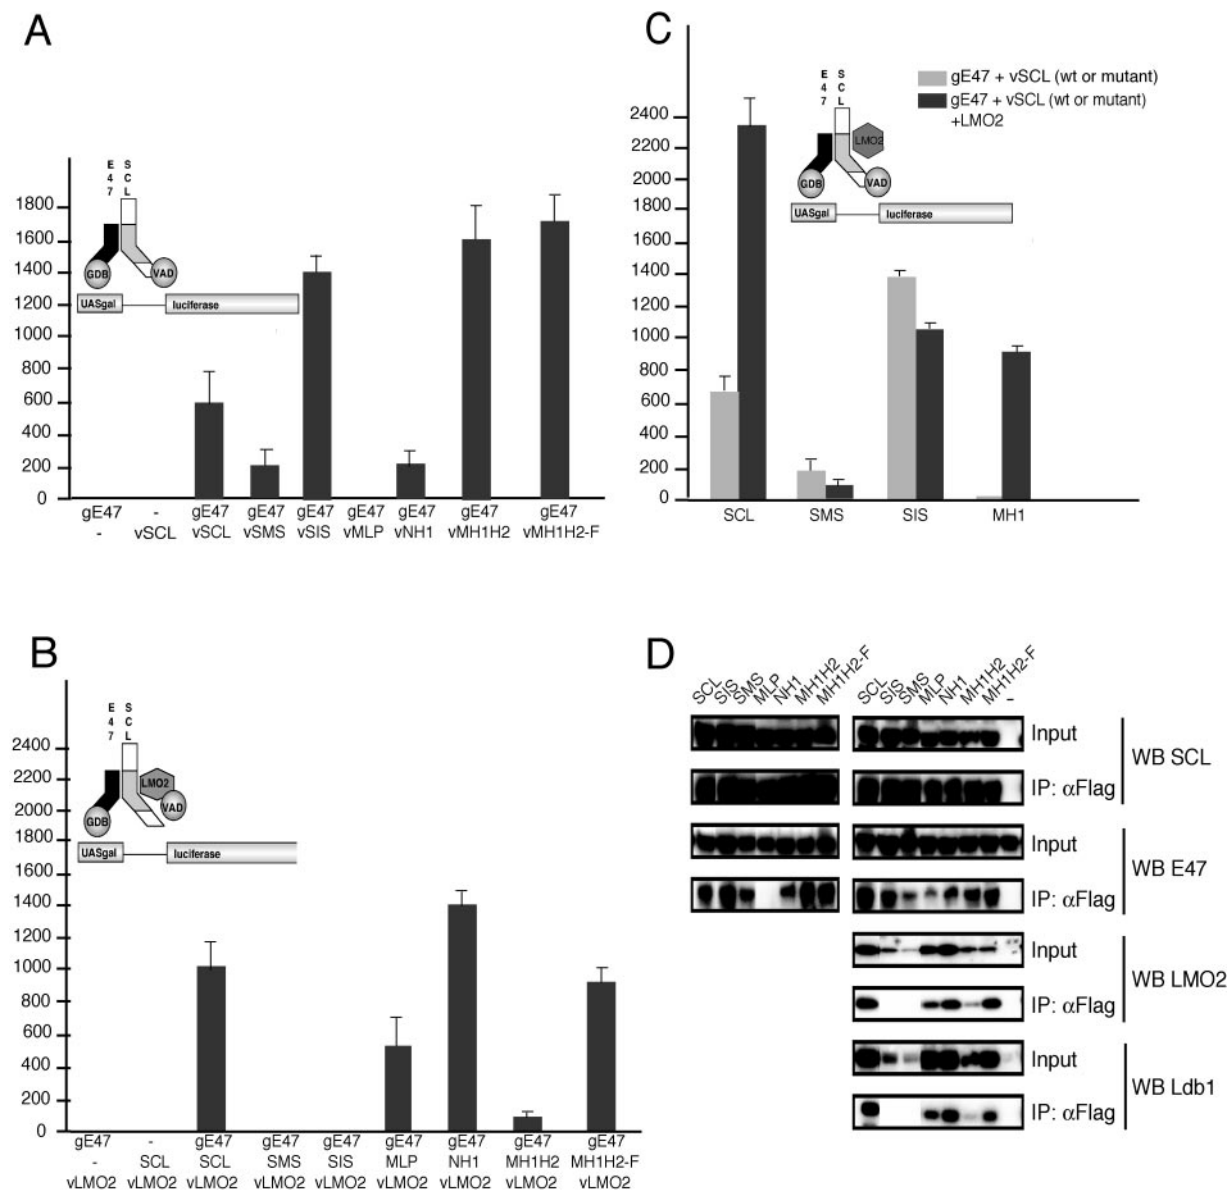 A
E S
4 C
7 L
GDB
VAD
UASgal
luciferase
1800
1600
1400
1200
1000
800
600
400
200
0
gE47 - gE47 gE47 gE47 gE47 gE47 gE47 gE47
- vSCL vSCL vSMS vSIS vMLP vNH1 vMH1H2 vMH1H2-F
C
gE47 + vSCL (wt or mutant)
gE47 + vSCL (wt or mutant)
+LMO2
E S
4 C
7 L
LMO2
GDB
VAD
UASgal
luciferase
2400
2200
2000
1800
1600
1400
1200
1000
800
600
400
200
0
SCL SMS SIS MH1
B
E S
4 C
7 L
LMO2
VAD
GDB
UASgal
luciferase
2400
2200
2000
1800
1600
1400
1200
1000
800
600
400
200
0
gE47 - gE47 gE47 gE47 gE47 gE47 gE47 gE47
- SCL SCL SMS SIS MLP NH1 MH1H2 MH1H2-F
vLMO2 vLMO2 vLMO2 vLMO2 vLMO2 vLMO2 vLMO2 vLMO2 vLMO2
D
SCL SIS SMS MLP NH1 MH1H2 MH1H2-F
SCL SIS SMS MLP NH1 MH1H2 MH1H2-F -
Input
IP: αFlag
WB SCL
Input
IP: αFlag
WB E47
Input
IP: αFlag
WB LMO2
Input
IP: αFlag
WB Ldb1